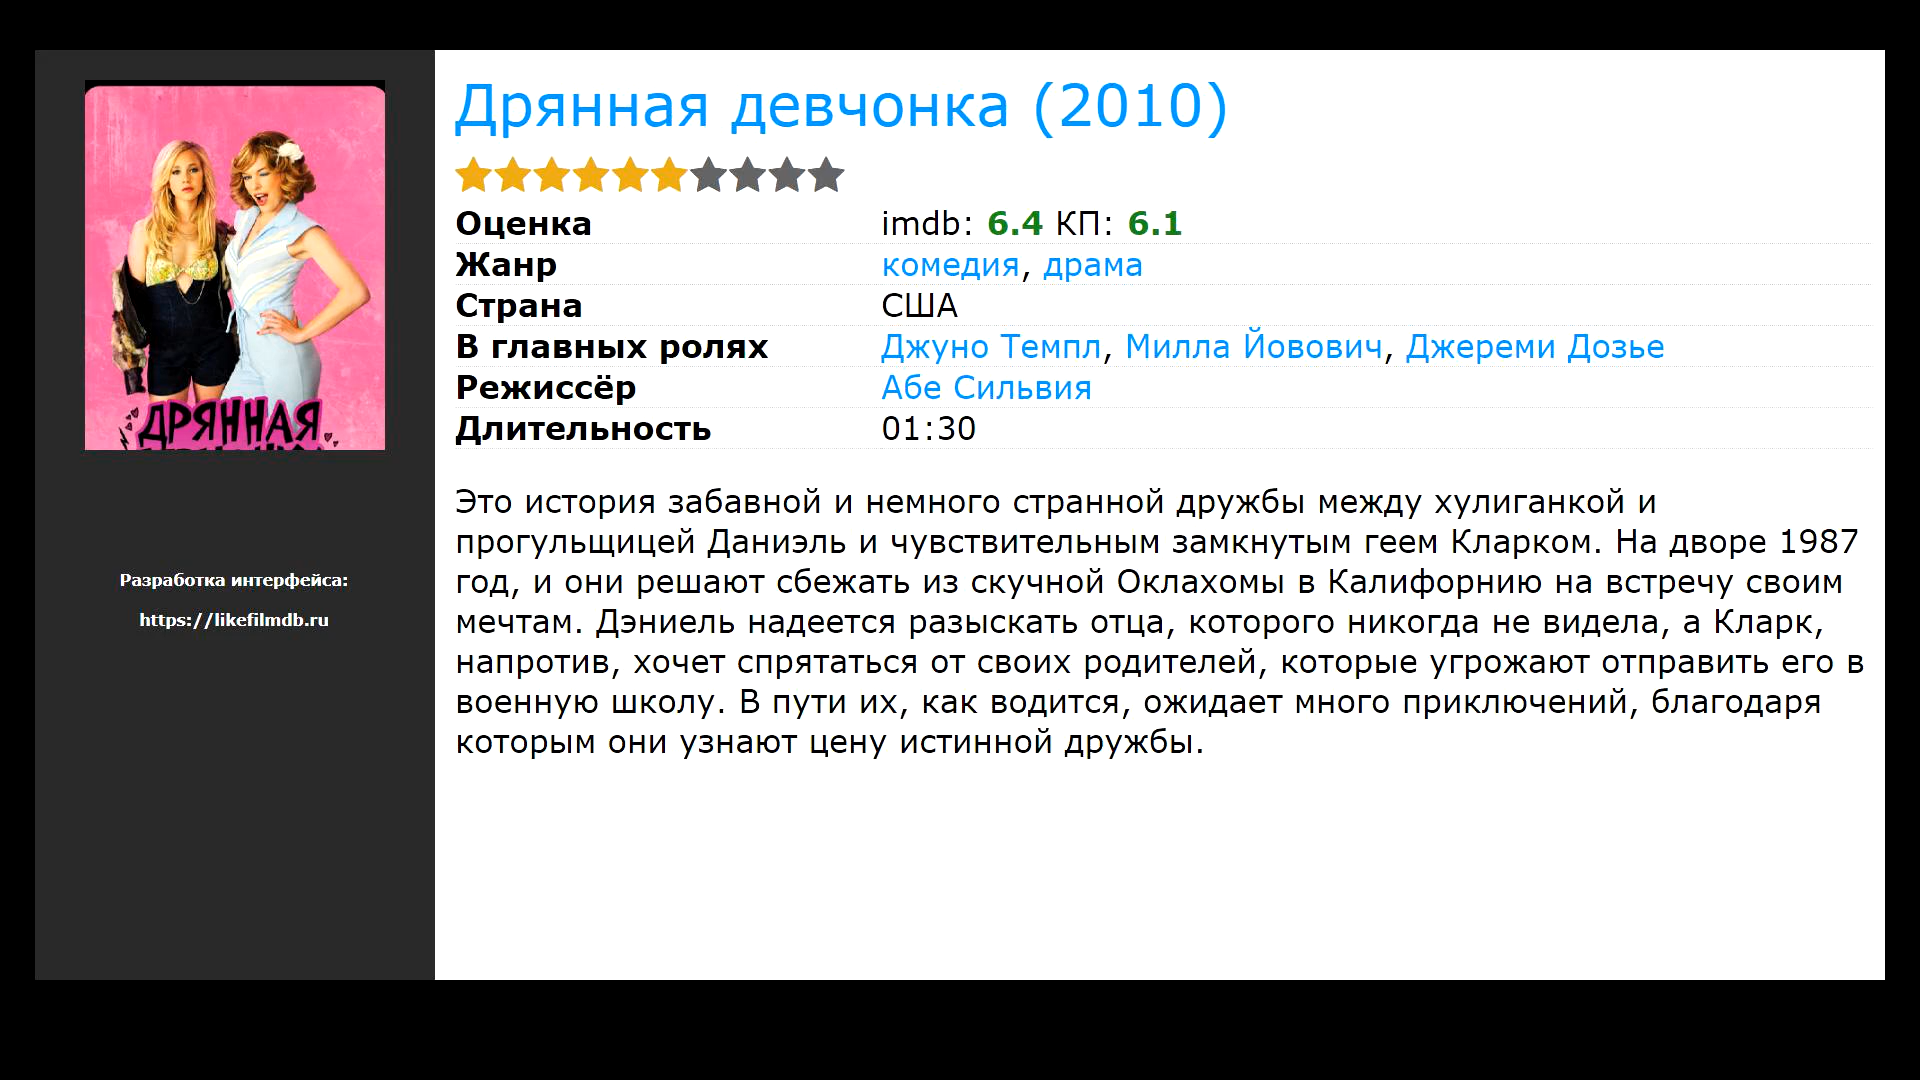 ДРЯННАЯ
Разработка интерфейса:
https://likefilmdb.ru
Дрянная девчонка (2010)
Оценка imdb: 6.4 КП: 6.1
Жанр комедия, драма
Страна США
В главных ролях Джуно Темпл, Милла Йовович, Джереми Дозье
Режиссёр Абе Сильвия
Длительность 01:30
Это история забавной и немного странной дружбы между хулиганкой и
прогульщицей Даниэль и чувствительным замкнутым геем Кларком. На дворе 1987
год, и они решают сбежать из скучной Оклахомы в Калифорнию на встречу своим
мечтам. Дэниель надеется разыскать отца, которого никогда не видела, а Кларк,
напротив, хочет спрятаться от своих родителей, которые угрожают отправить его в
военную школу. В пути их, как водится, ожидает много приключений, благодаря
которым они узнают цену истинной дружбы.